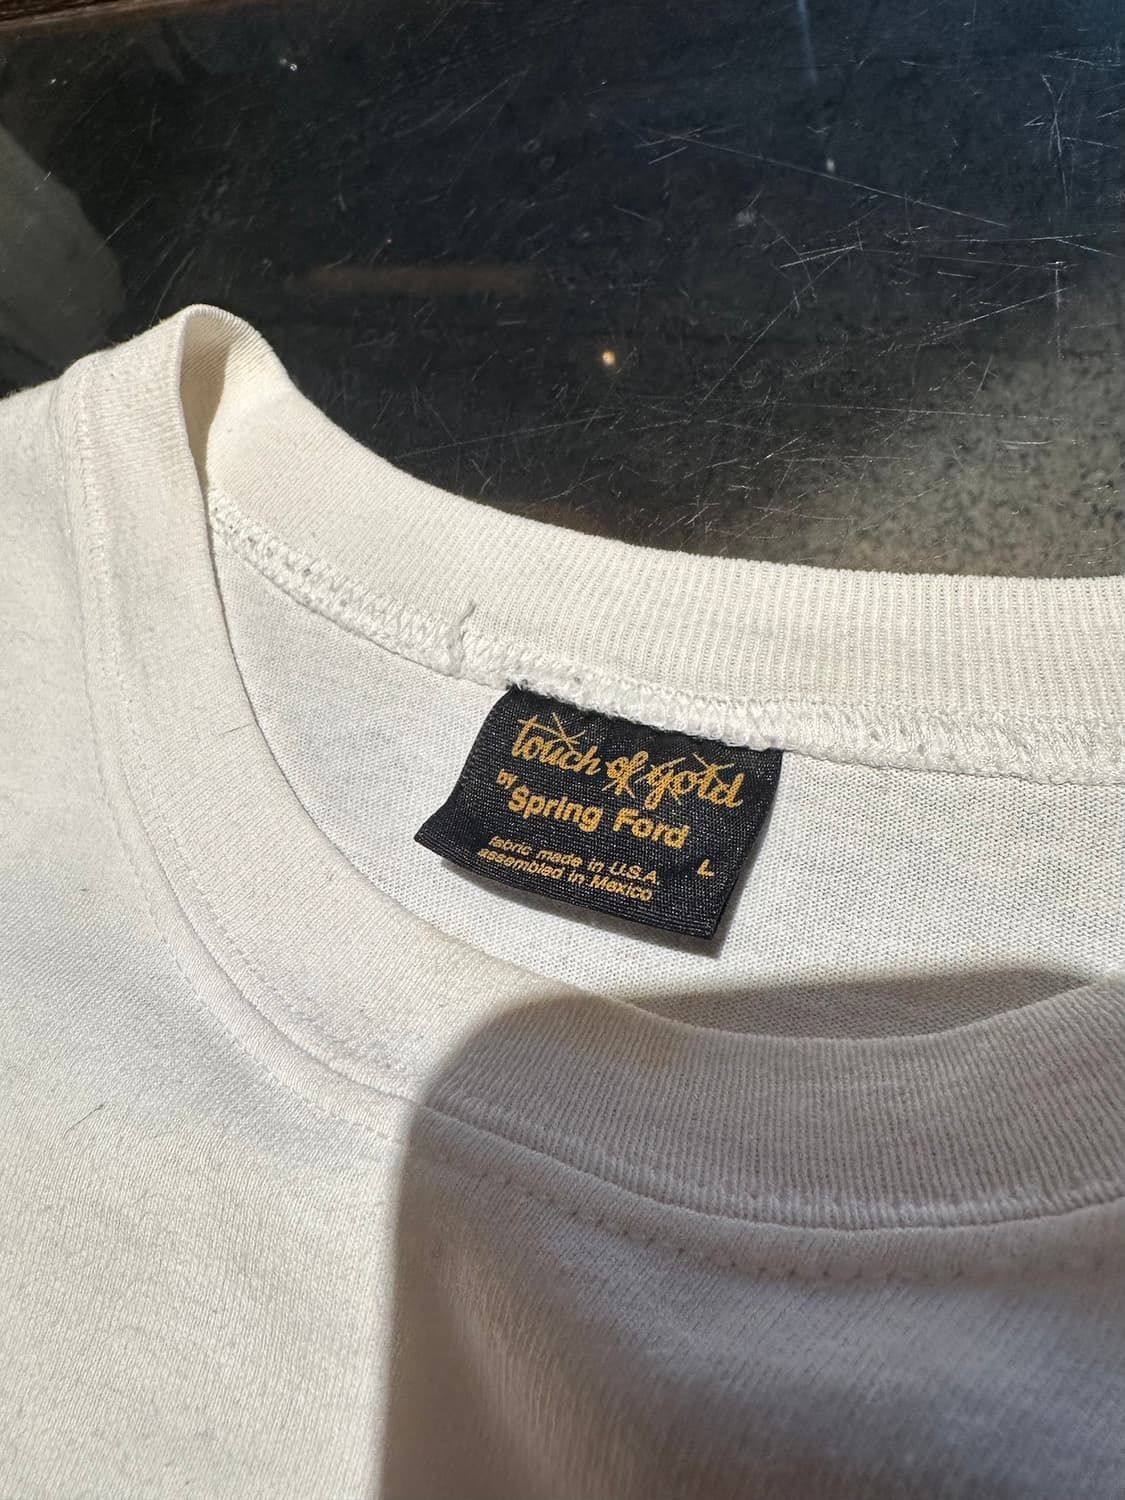 touch of gold
by Spring Ford
L
fabric made in U.S.A.
assembled in Mexico